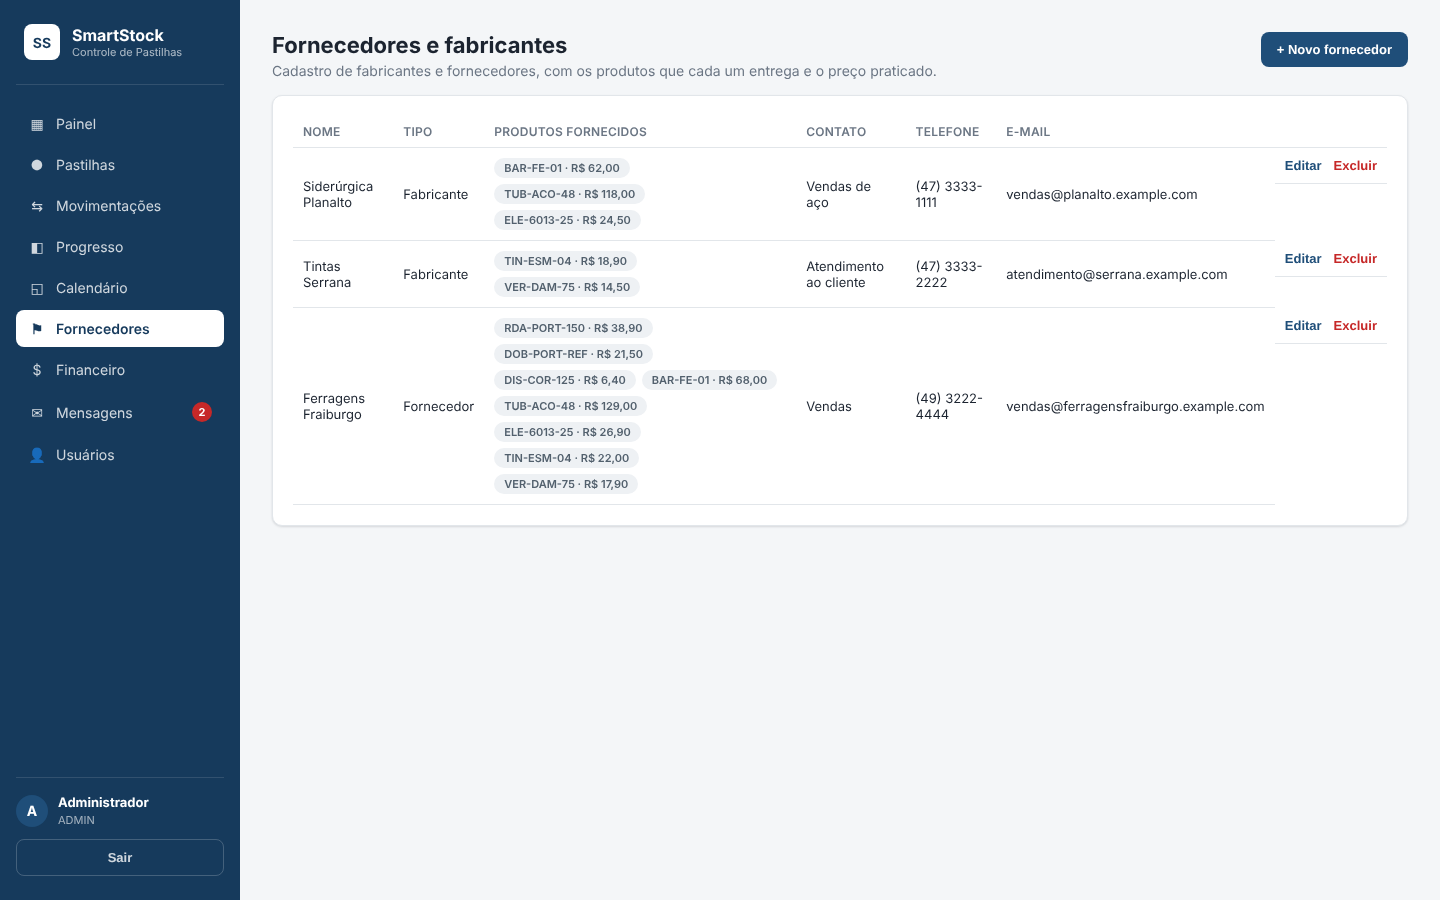 SS
SmartStock
Controle de Pastilhas
Painel
Pastilhas
Movimentações
Progresso
Calendário
Fornecedores
$ Financeiro
Mensagens 2
Usuários
A
Administrador
ADMIN
Sair
Fornecedores e fabricantes
Cadastro de fabricantes e fornecedores, com os produtos que cada um entrega e o preço praticado.
+ Novo fornecedor
NOME TIPO PRODUTOS FORNECIDOS CONTATO TELEFONE E-MAIL
Siderúrgica
Planalto
Fabricante
BAR-FE-01 · R$ 62,00
TUB-ACO-48 · R$ 118,00
ELE-6013-25 · R$ 24,50
Vendas de
aço
(47) 3333-
1111
vendas@planalto.example.com
Editar Excluir
Tintas
Serrana
Fabricante
TIN-ESM-04 · R$ 18,90
VER-DAM-75 · R$ 14,50
Atendimento
ao cliente
(47) 3333-
2222
atendimento@serrana.example.com
Editar Excluir
Ferragens
Fraiburgo
Fornecedor
RDA-PORT-150 · R$ 38,90
DOB-PORT-REF · R$ 21,50
DIS-COR-125 · R$ 6,40 BAR-FE-01 · R$ 68,00
TUB-ACO-48 · R$ 129,00
ELE-6013-25 · R$ 26,90
TIN-ESM-04 · R$ 22,00
VER-DAM-75 · R$ 17,90
Vendas
(49) 3222-
4444
vendas@ferragensfraiburgo.example.com
Editar Excluir